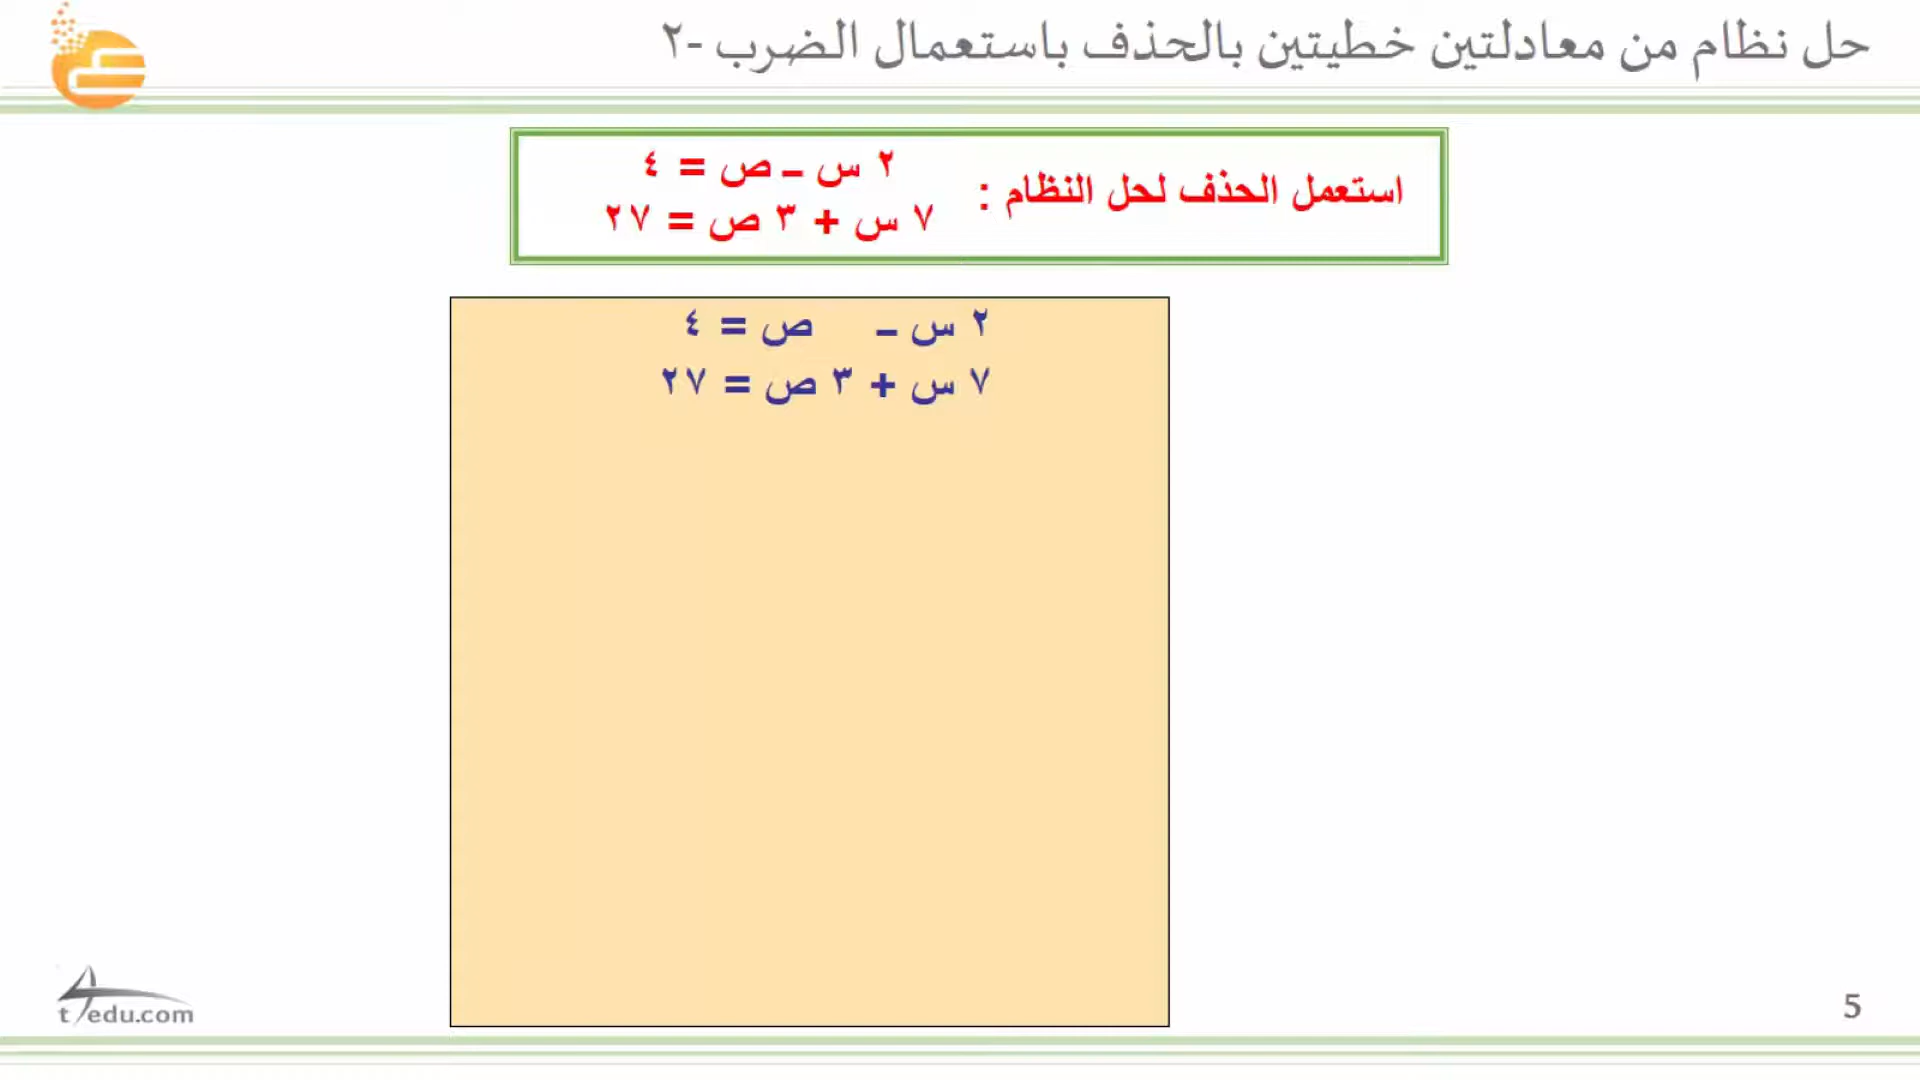 حل نظام من معادلتين خطيتين بالحذف باستعمال الضرب -٢
استعمل الحذف لحل النظام :
٢ س – ص = ٤
٧ س + ٣ ص = ٢٧
٢ س – ص = ٤
٧ س + ٣ ص = ٢٧
t4edu.com
5